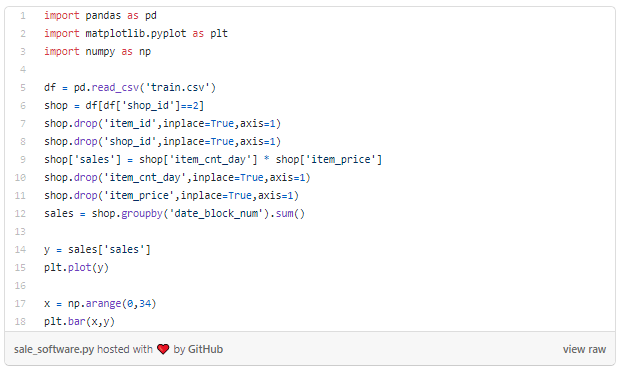 1 import pandas as pd
2 import matplotlib.pyplot as plt
3 import numpy as np
4
5 df = pd.read_csv('train.csv')
6 shop = df[df['shop_id']==2]
7 shop.drop('item_id',inplace=True,axis=1)
8 shop.drop('shop_id',inplace=True,axis=1)
9 shop['sales'] = shop['item_cnt_day'] * shop['item_price']
10 shop.drop('item_cnt_day',inplace=True,axis=1)
11 shop.drop('item_price',inplace=True,axis=1)
12 sales = shop.groupby('date_block_num').sum()
13
14 y = sales['sales']
15 plt.plot(y)
16
17 x = np.arange(0,34)
18 plt.bar(x,y)
sale_software.py hosted with ❤ by GitHub view raw